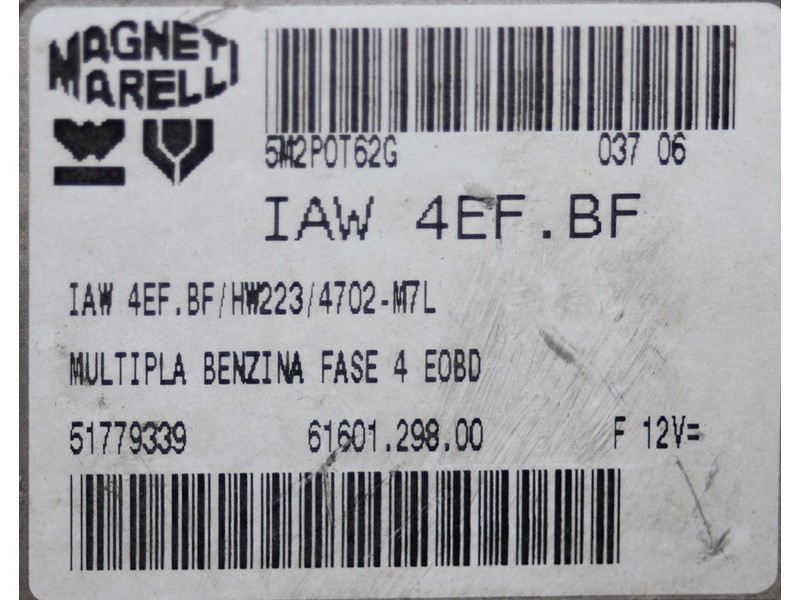 MAGNETI
MARELLI
5M2POT62G 037 06
IAW 4EF.BF
IAW 4EF.BF/HW223/4702-M7L
MULTIPLA BENZINA FASE 4 EOBD
51779339 61601.298.00 F 12V=